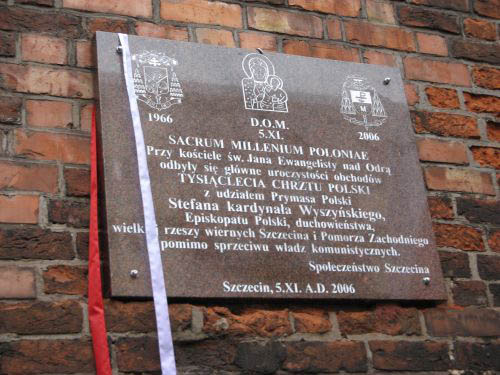 1966
D.O.M.
2006
5.XI.
SACRUM MILLENIUM POLONIAE
Przy kościele św. Jana Ewangelisty nad Odrą
odbyły się główne uroczystości obchodów
TYSIĄCLECIA CHRZTU POLSKI
z udziałem Prymasa Polski
Stefana kardynała Wyszyńskiego,
Episkopatu Polski, duchowieństwa,
wielkiej rzeszy wiernych Szczecina i Pomorza Zachodniego
pomimo sprzeciwu władz komunistycznych.
Społeczeństwo Szczecina
Szczecin, 5.XI. A.D. 2006